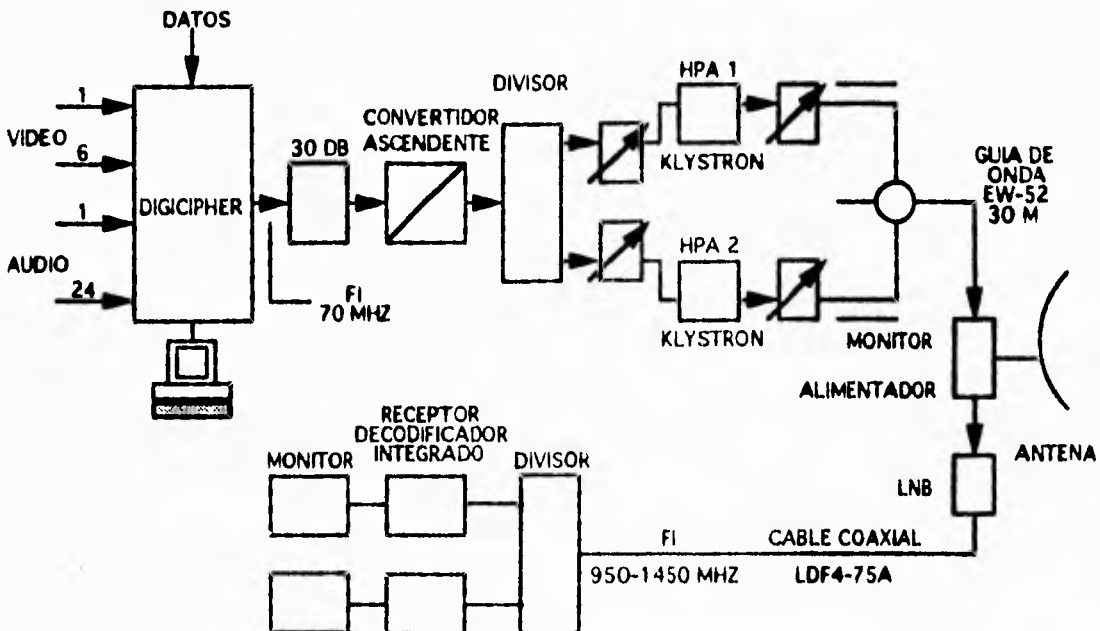 DATOS
1
VIDEO
6
1
AUDIO
24
DIGICIPHER
FI
70 MHZ
30 DB
CONVERTIDOR
ASCENDENTE
DIVISOR
HPA 1
KLYSTRON
HPA 2
KLYSTRON
GUIA DE
ONDA
EW-52
30 M
MONITOR
ALIMENTADOR
ANTENA
LNB
RECEPTOR
DECODIFICADOR
INTEGRADO
MONITOR
DIVISOR
FI
950-1450 MHZ
CABLE COAXIAL
LDF4-75A